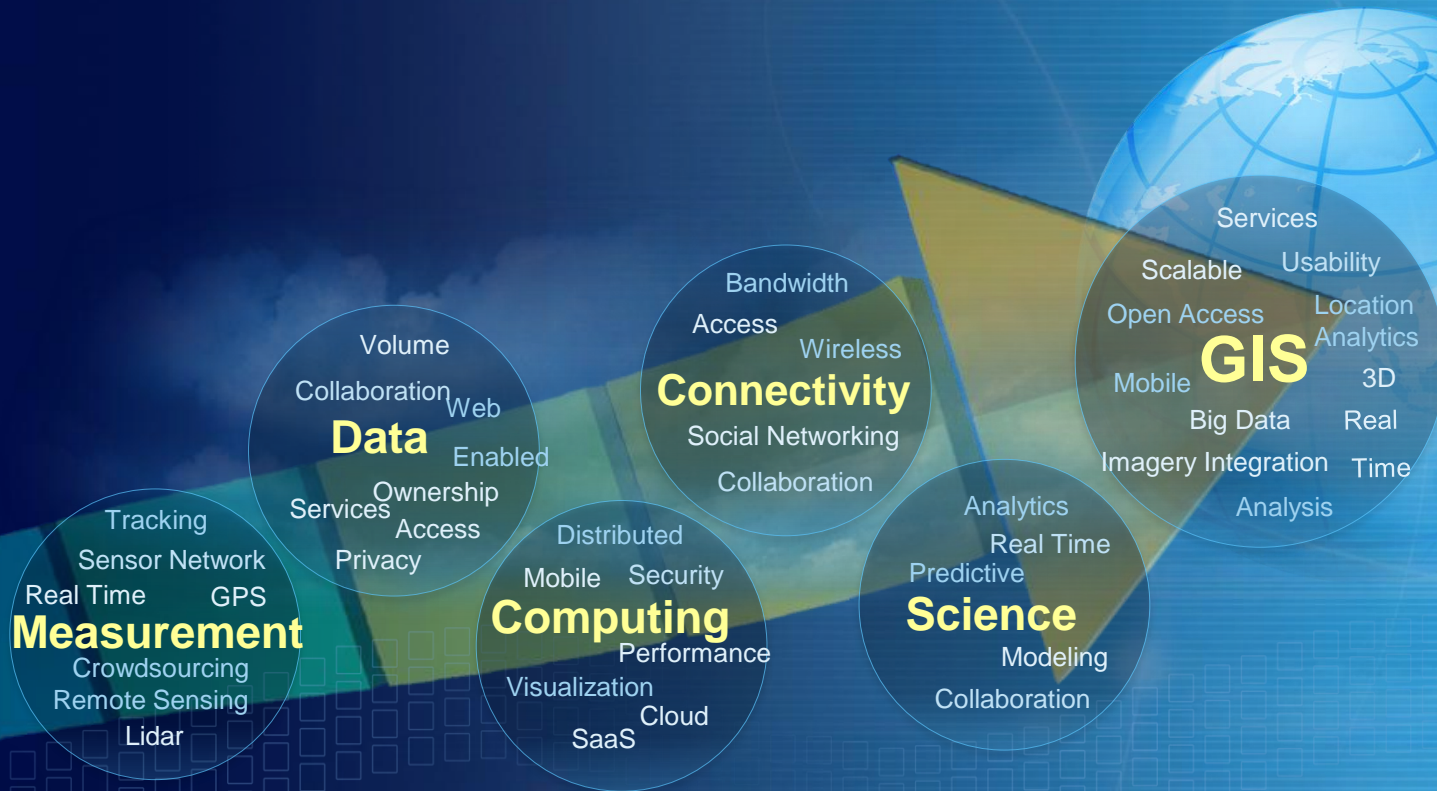 Tracking
Sensor Network
Real Time GPS
Measurement
Crowdsourcing
Remote Sensing
Lidar
Volume
Collaboration
Web
Data
Enabled
Ownership
Services
Access
Privacy
Distributed
Mobile Security
Computing
Performance
Visualization
Cloud
SaaS
Bandwidth
Access
Wireless
Connectivity
Social Networking
Collaboration
Analytics
Real Time
Predictive
Science
Modeling
Collaboration
Services
Usability
Scalable
Location
Open Access
Analytics
GIS
3D
Mobile
Big Data Real
Imagery Integration Time
Analysis